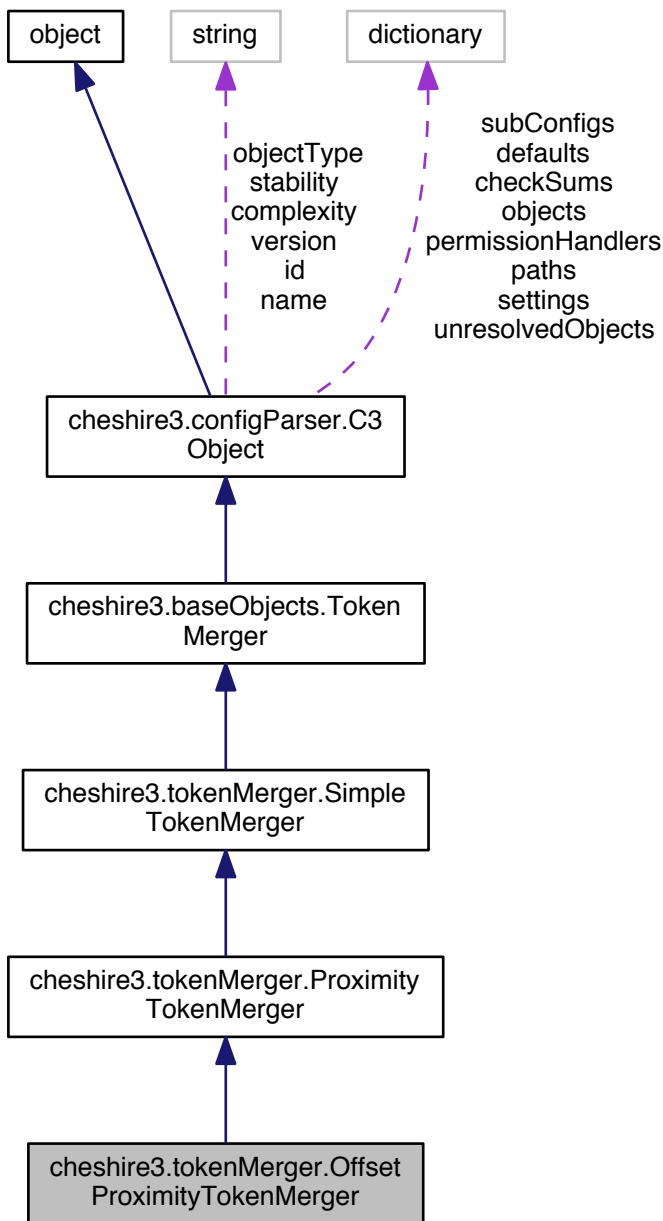 object
string
dictionary
objectType
stability
complexity
version
id
name
subConfigs
defaults
checkSums
objects
permissionHandlers
paths
settings
unresolvedObjects
cheshire3.configParser.C3
Object
cheshire3.baseObjects.Token
Merger
cheshire3.tokenMerger.Simple
TokenMerger
cheshire3.tokenMerger.Proximity
TokenMerger
cheshire3.tokenMerger.Offset
ProximityTokenMerger